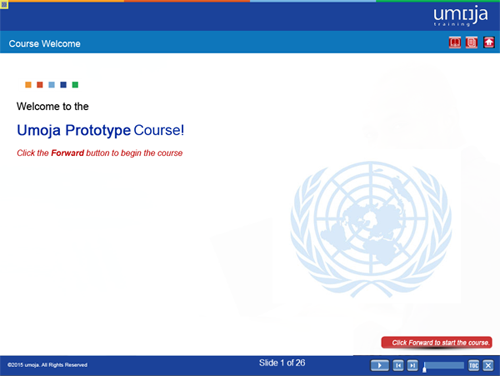 umoja
training
Course Welcome
Welcome to the
Umoja Prototype Course!
Click the Forward button to begin the course
Click Forward to start the course.
©2015 umoja. All Rights Reserved
Slide 1 of 26
TOC